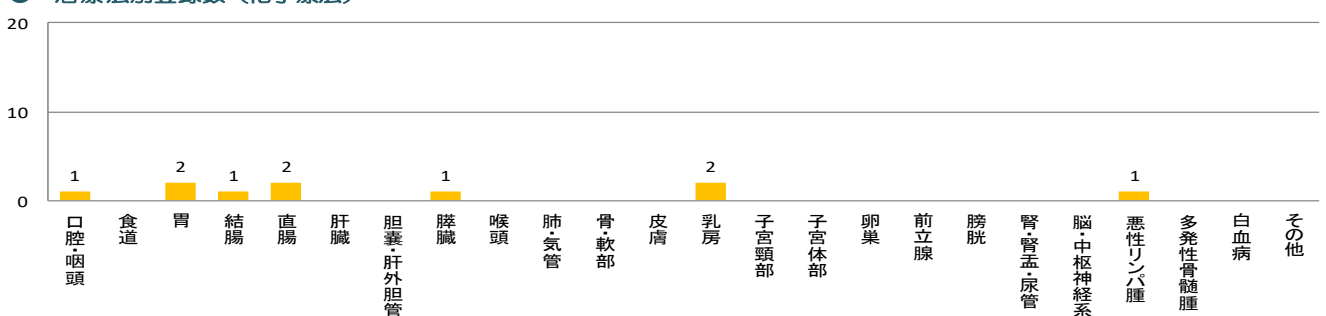 20
10
0
1
2
1
2
1
2
1
口腔・咽頭
食道
胃
結腸
直腸
肝臓
胆嚢・肝外胆管
膵臓
喉頭
肺・気管
骨・軟部
皮膚
乳房
子宮頸部
子宮体部
卵巣
前立腺
膀胱
腎・腎盂・尿管
脳・中枢神経系
悪性リンパ腫
多発性骨髄腫
白血病
その他